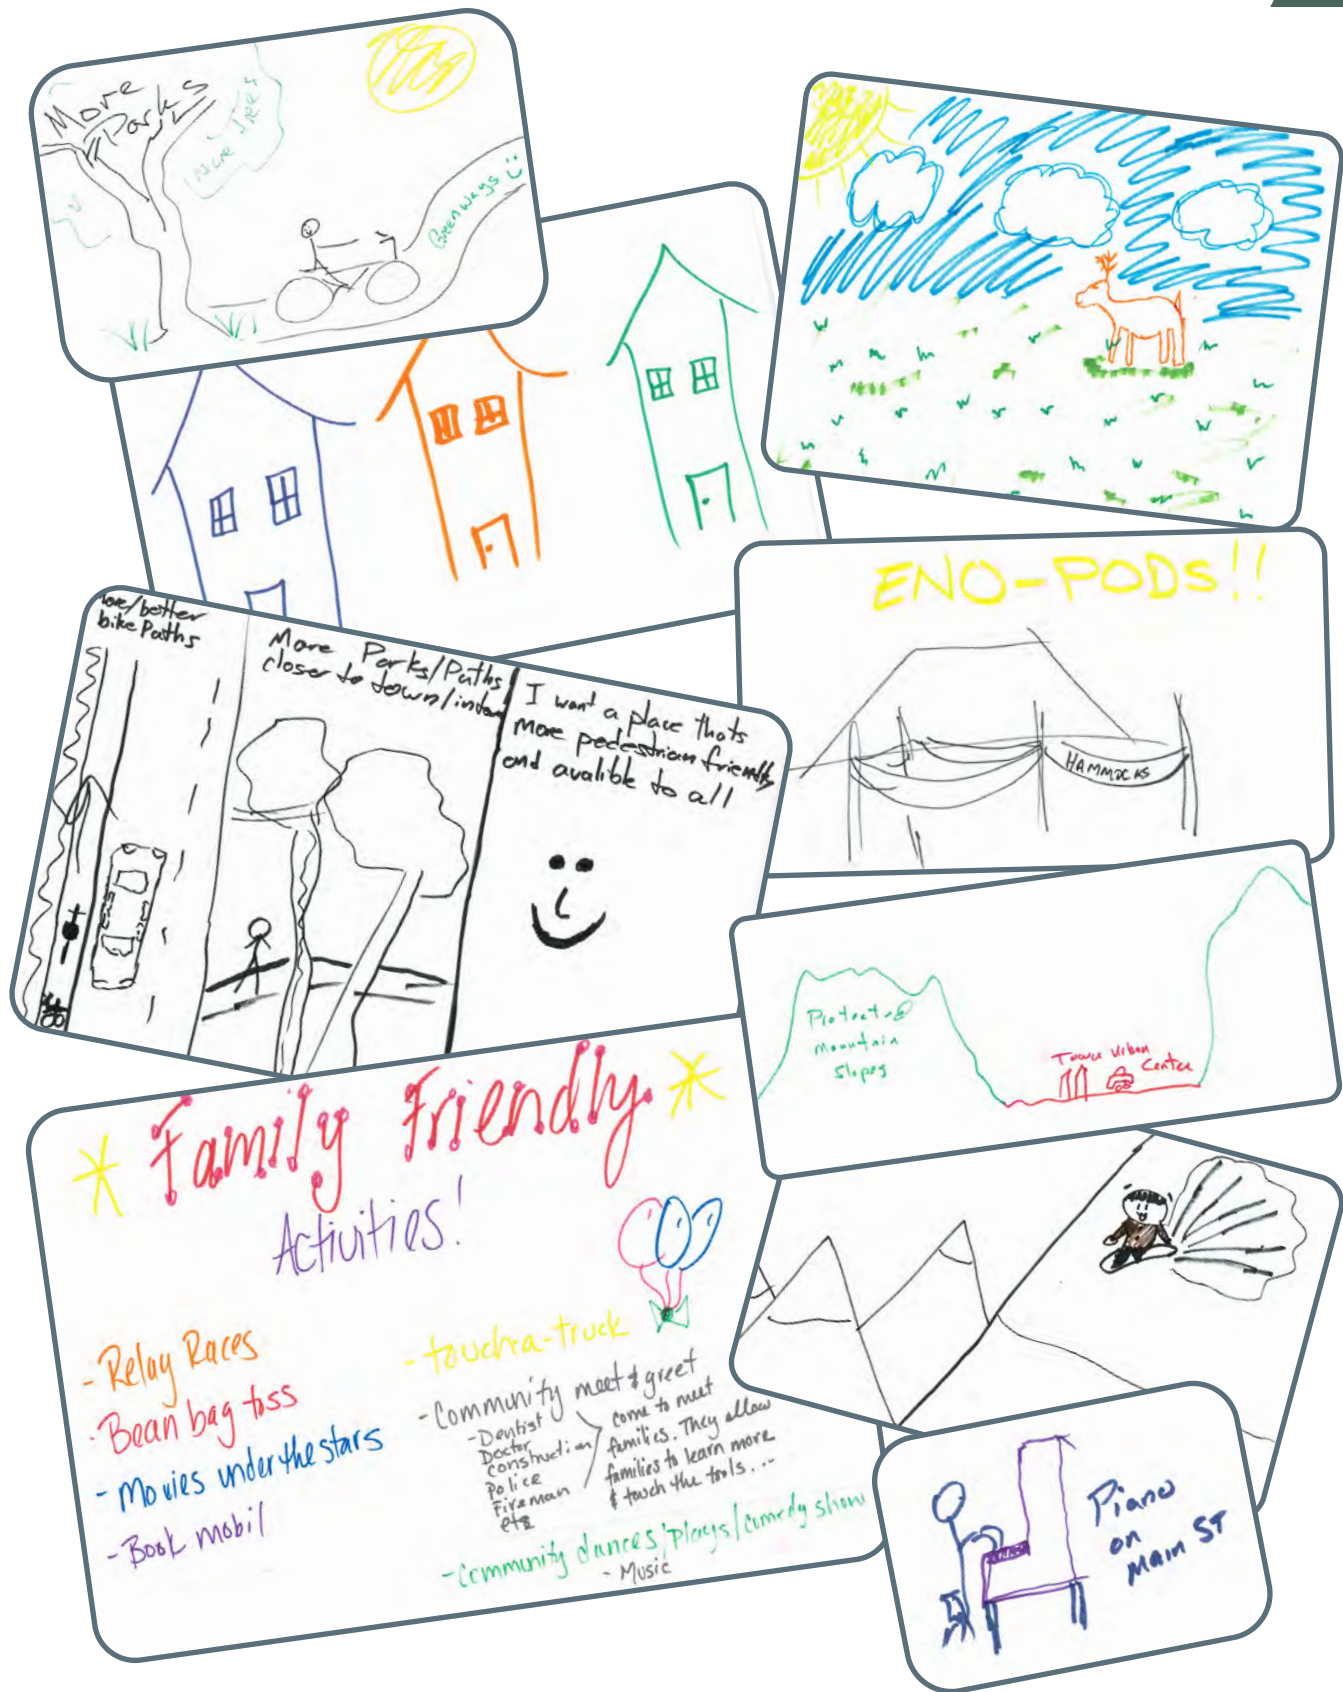 More
Parks
More Trees
Greenways
ENO-PODS!!
HAMMOCKS
/better
bike Paths
More Parks/Paths
closer to town/in
I want a place thats
More pedestrian friendly
and avalible to all
Protected
mountain
slopes
Urban
Center
Family Friendly
Activities!
- Relay Races
- Bean bag toss
- Movies under the stars
- Book mobil
- touch-a-truck
- Community meet & greet
- Dentist
Doctor
construction
Police
Fireman
etc
come to meet
families. They allow
families to learn more
& touch the tools...
- Community dances/plays/comedy show
- Music
Piano
on
Main ST